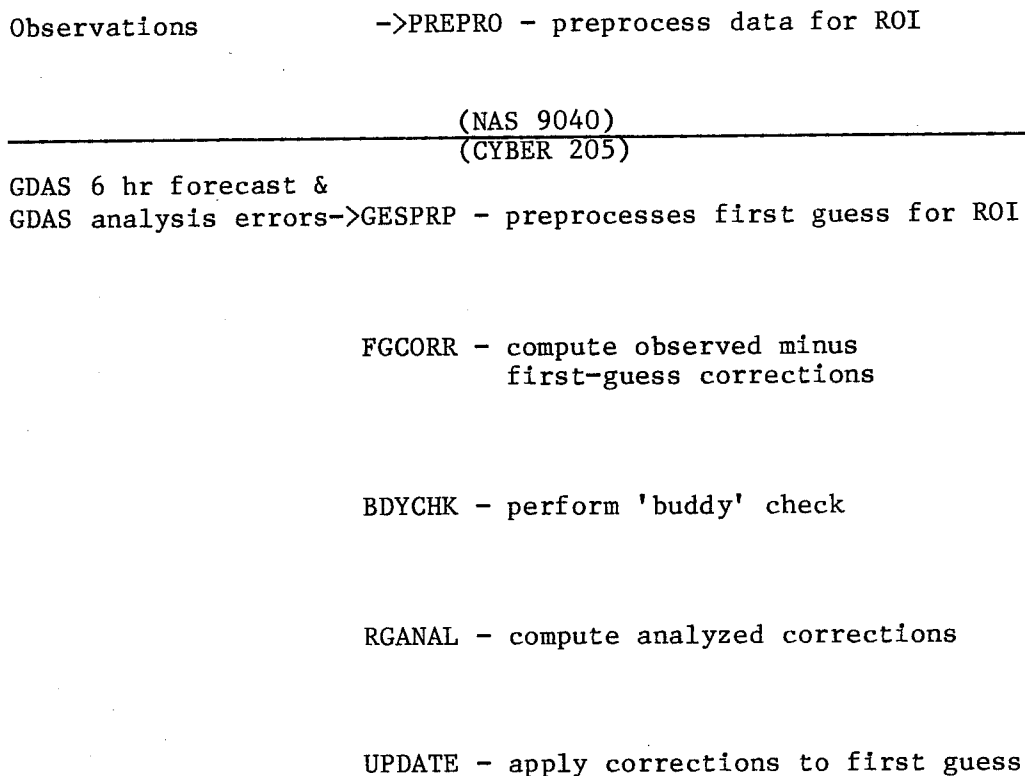 Observations ->PREPRO - preprocess data for ROI
(NAS 9040)
(CYBER 205)
GDAS 6 hr forecast &
GDAS analysis errors->GESPRP - preprocesses first guess for ROI
FGCORR - compute observed minus
first-guess corrections
BDYCHK - perform 'buddy' check
RGANAL - compute analyzed corrections
UPDATE - apply corrections to first guess